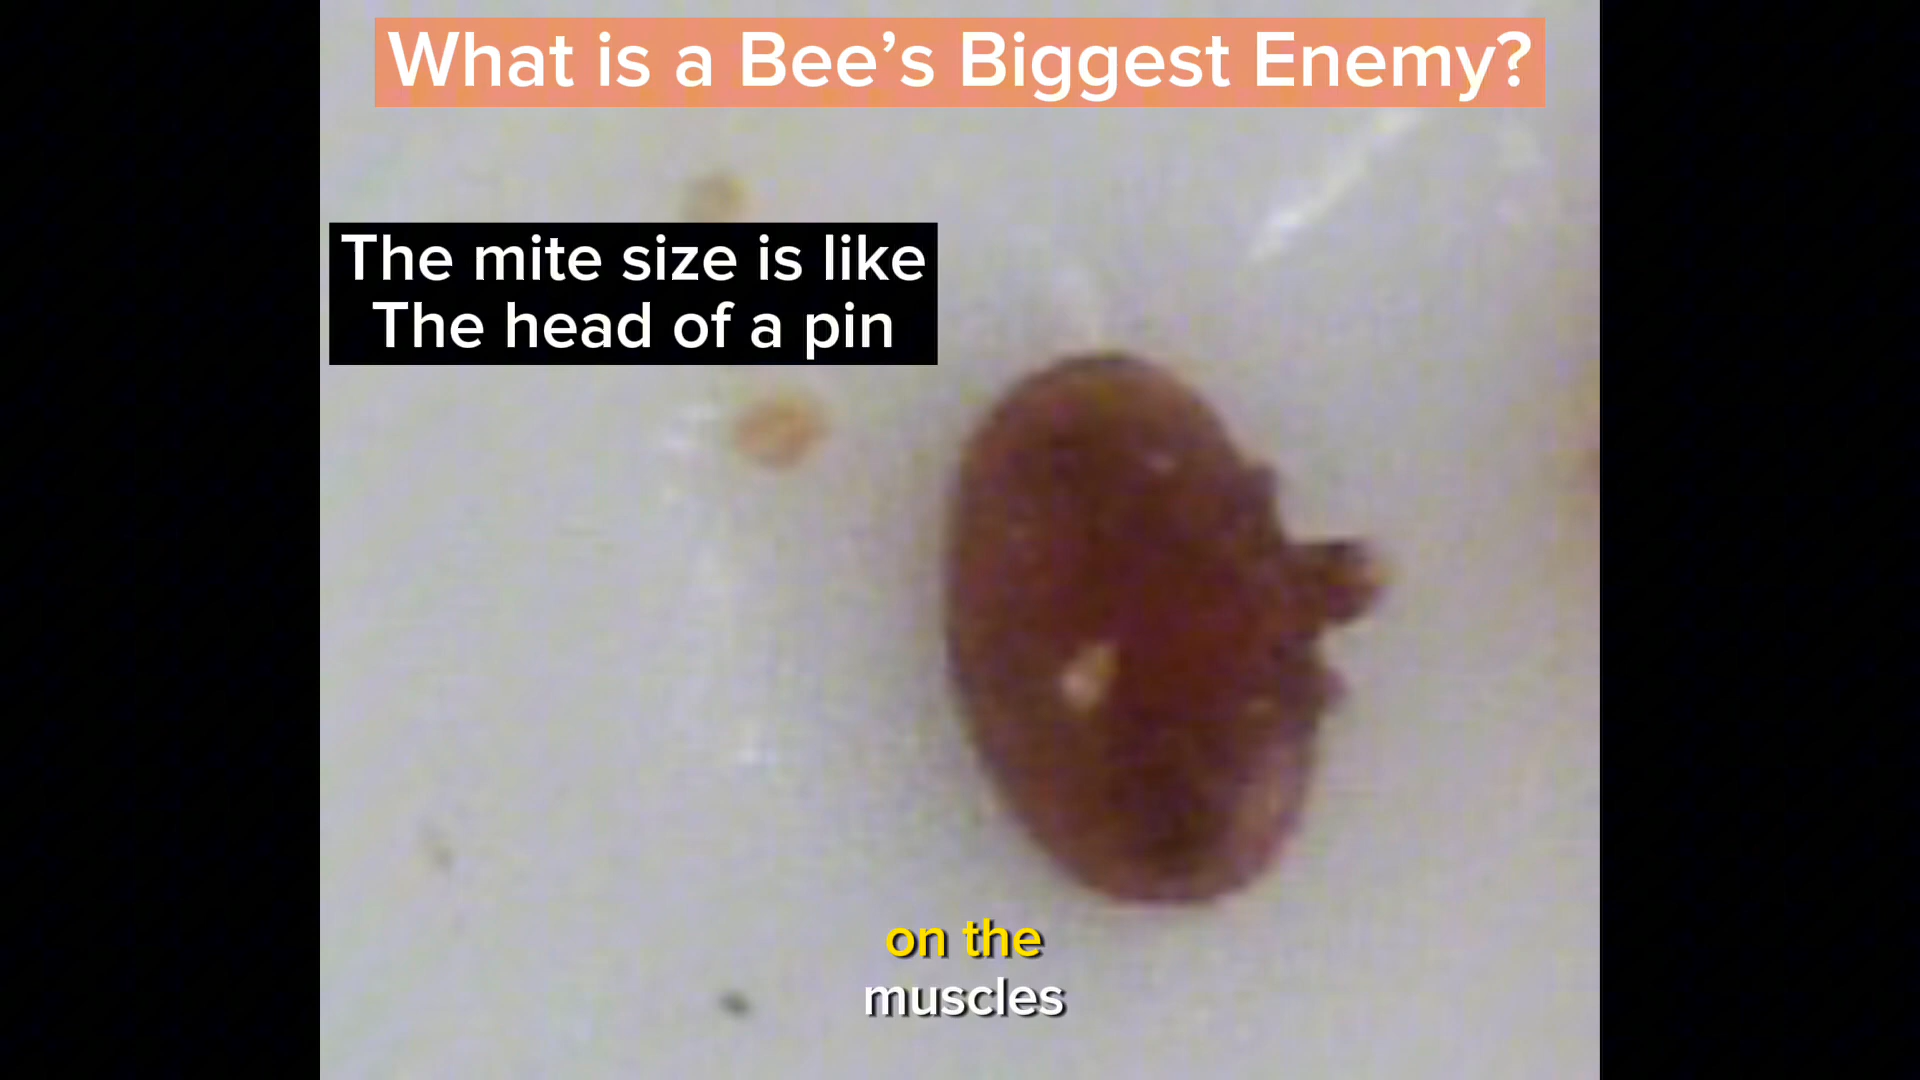 What is a Bee’s Biggest Enemy?
The mite size is like
The head of a pin
on the
muscles